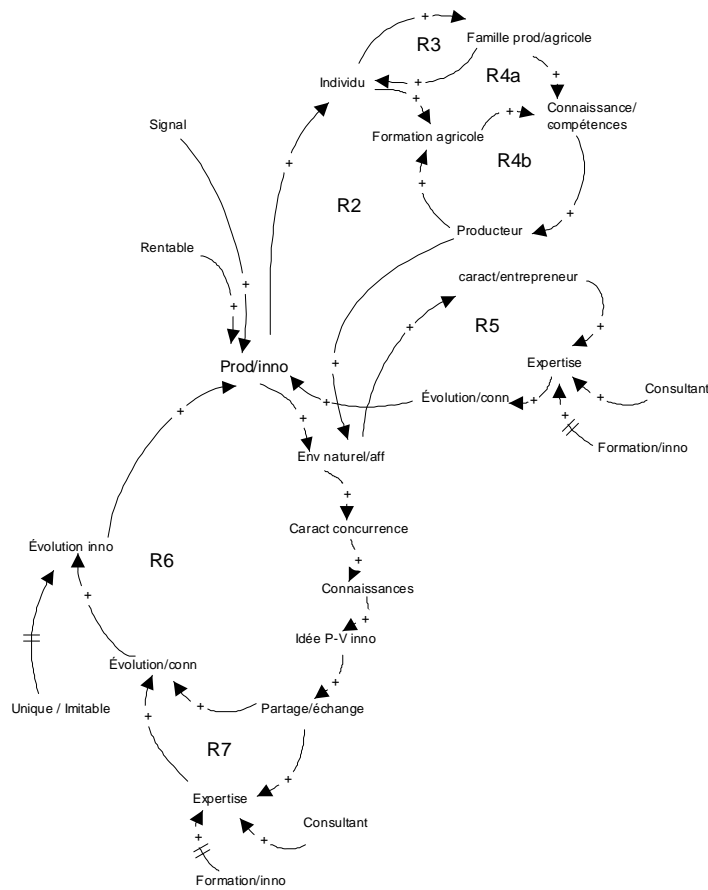 R3
Famille prod/agricole
+
+
R4a
+
Individu
+
Connaissance/
compétences
+
Signal
Formation agricole
+
R4b
+
R2
+
+
Producteur
Rentable
caract/entrepreneur
+
+
R5
+
+
+
Prod/inno
Expertise
Évolution/conn
+
+
+
+
Consultant
+
+
Formation/inno
Env naturel/aff
+
Caract concurrence
Évolution inno
R6
+
Connaissances
+
+
Idée P-V inno
Évolution/conn
+
Unique / Imitable
+
Partage/échange
+
R7
+
Expertise
Consultant
+
+
Formation/inno